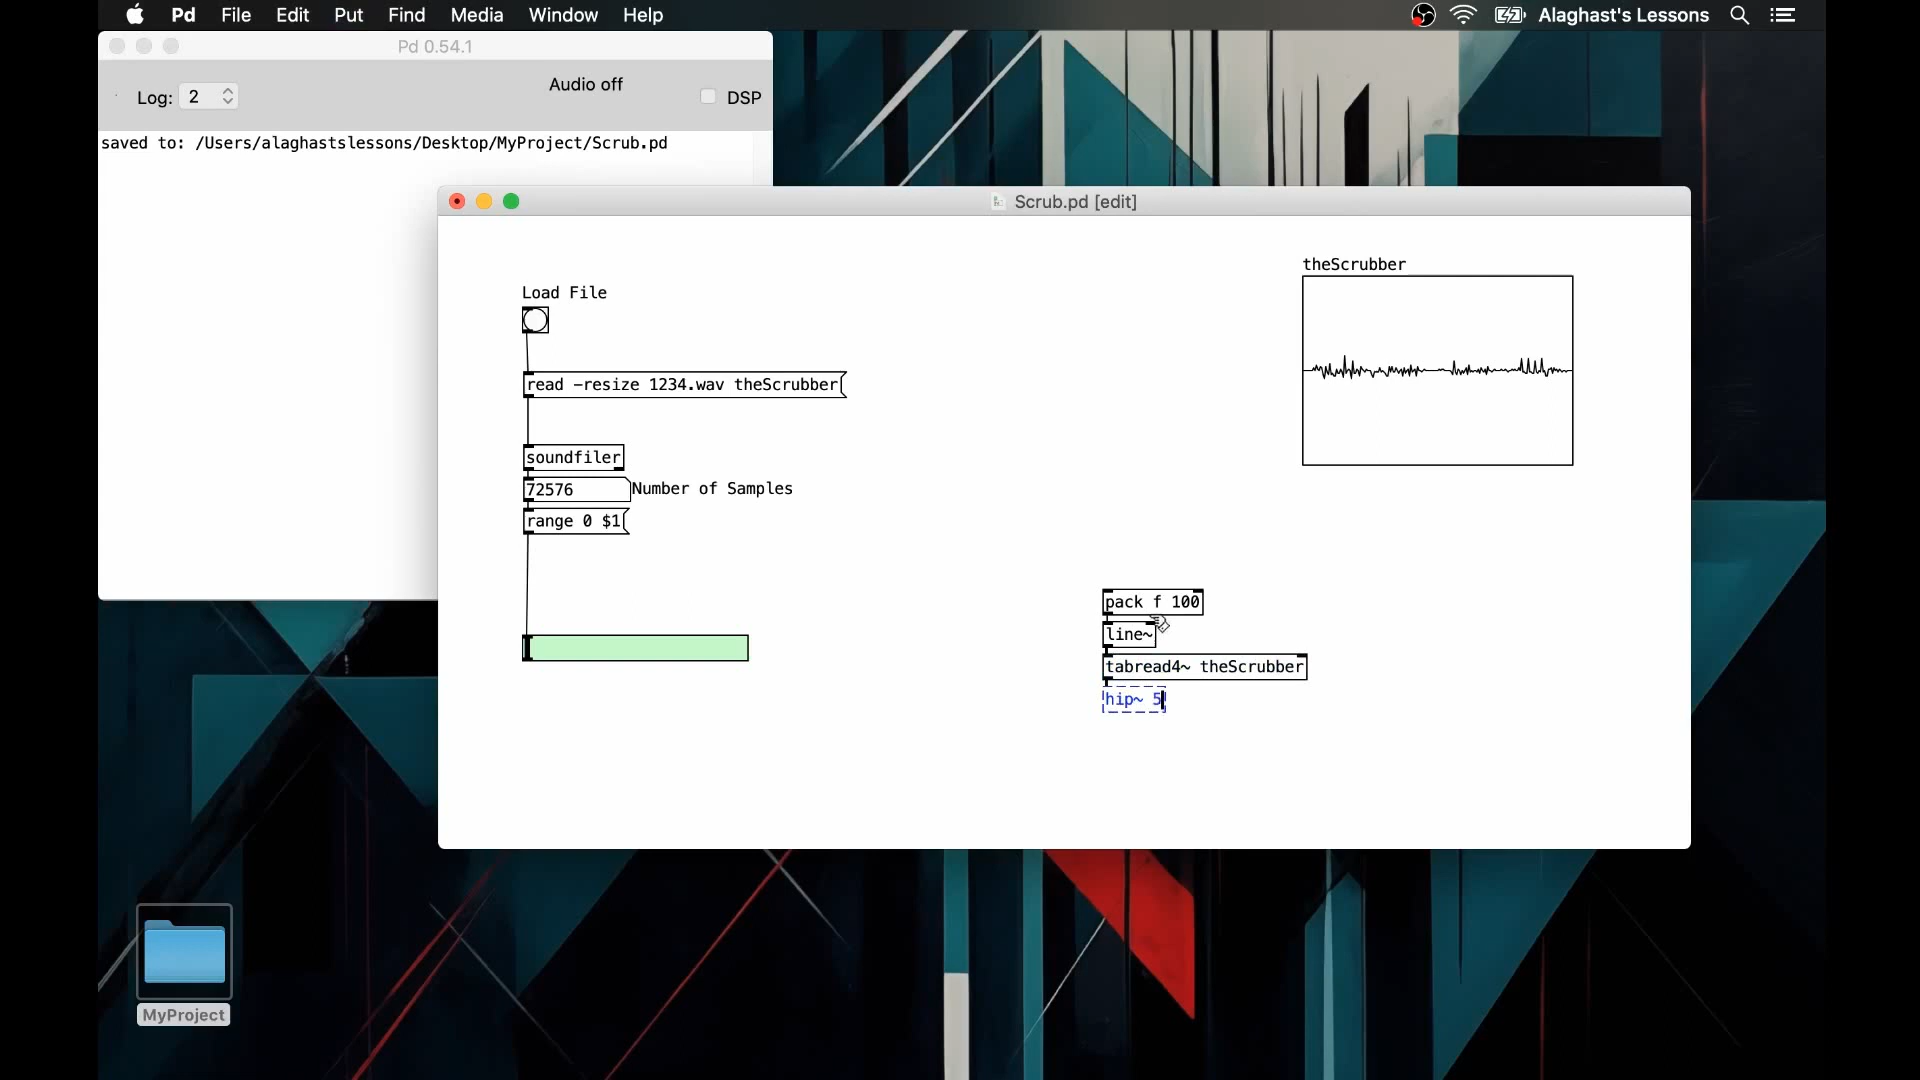 Pd File Edit Put Find Media Window Help Alaghast's Lessons
Pd 0.54.1
Audio off
Log: 2 DSP
saved to: /Users/alaghastslessons/Desktop/MyProject/Scrub.pd
Scrub.pd [edit]
theScrubber
Load File
read -resize 1234.wav theScrubber
soundfiler
72576 Number of Samples
range 0 $1
pack f 100
line~
tabread4~ theScrubber
hip~ 5
MyProject